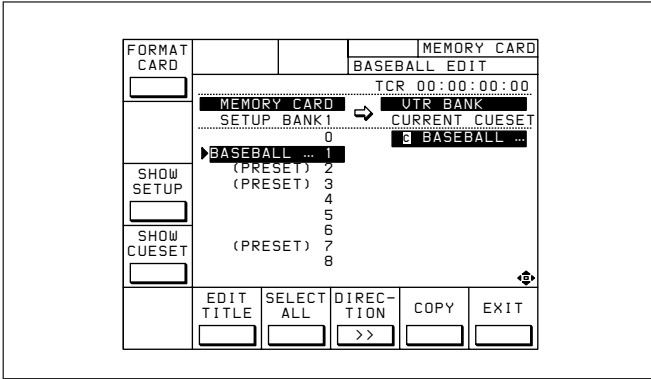 FORMAT
CARD
MEMORY CARD
BASEBALL EDIT
TCR 00:00:00:00
MEMORY CARD
VTR BANK
SETUP BANK1
CURRENT CUESET
0
C BASEBALL …
BASEBALL … 1
(PRESET) 2
(PRESET) 3
4
5
6
(PRESET) 7
8
SHOW
SETUP
SHOW
CUESET
EDIT
TITLE
SELECT
ALL
DIREC-
TION
>>
COPY
EXIT